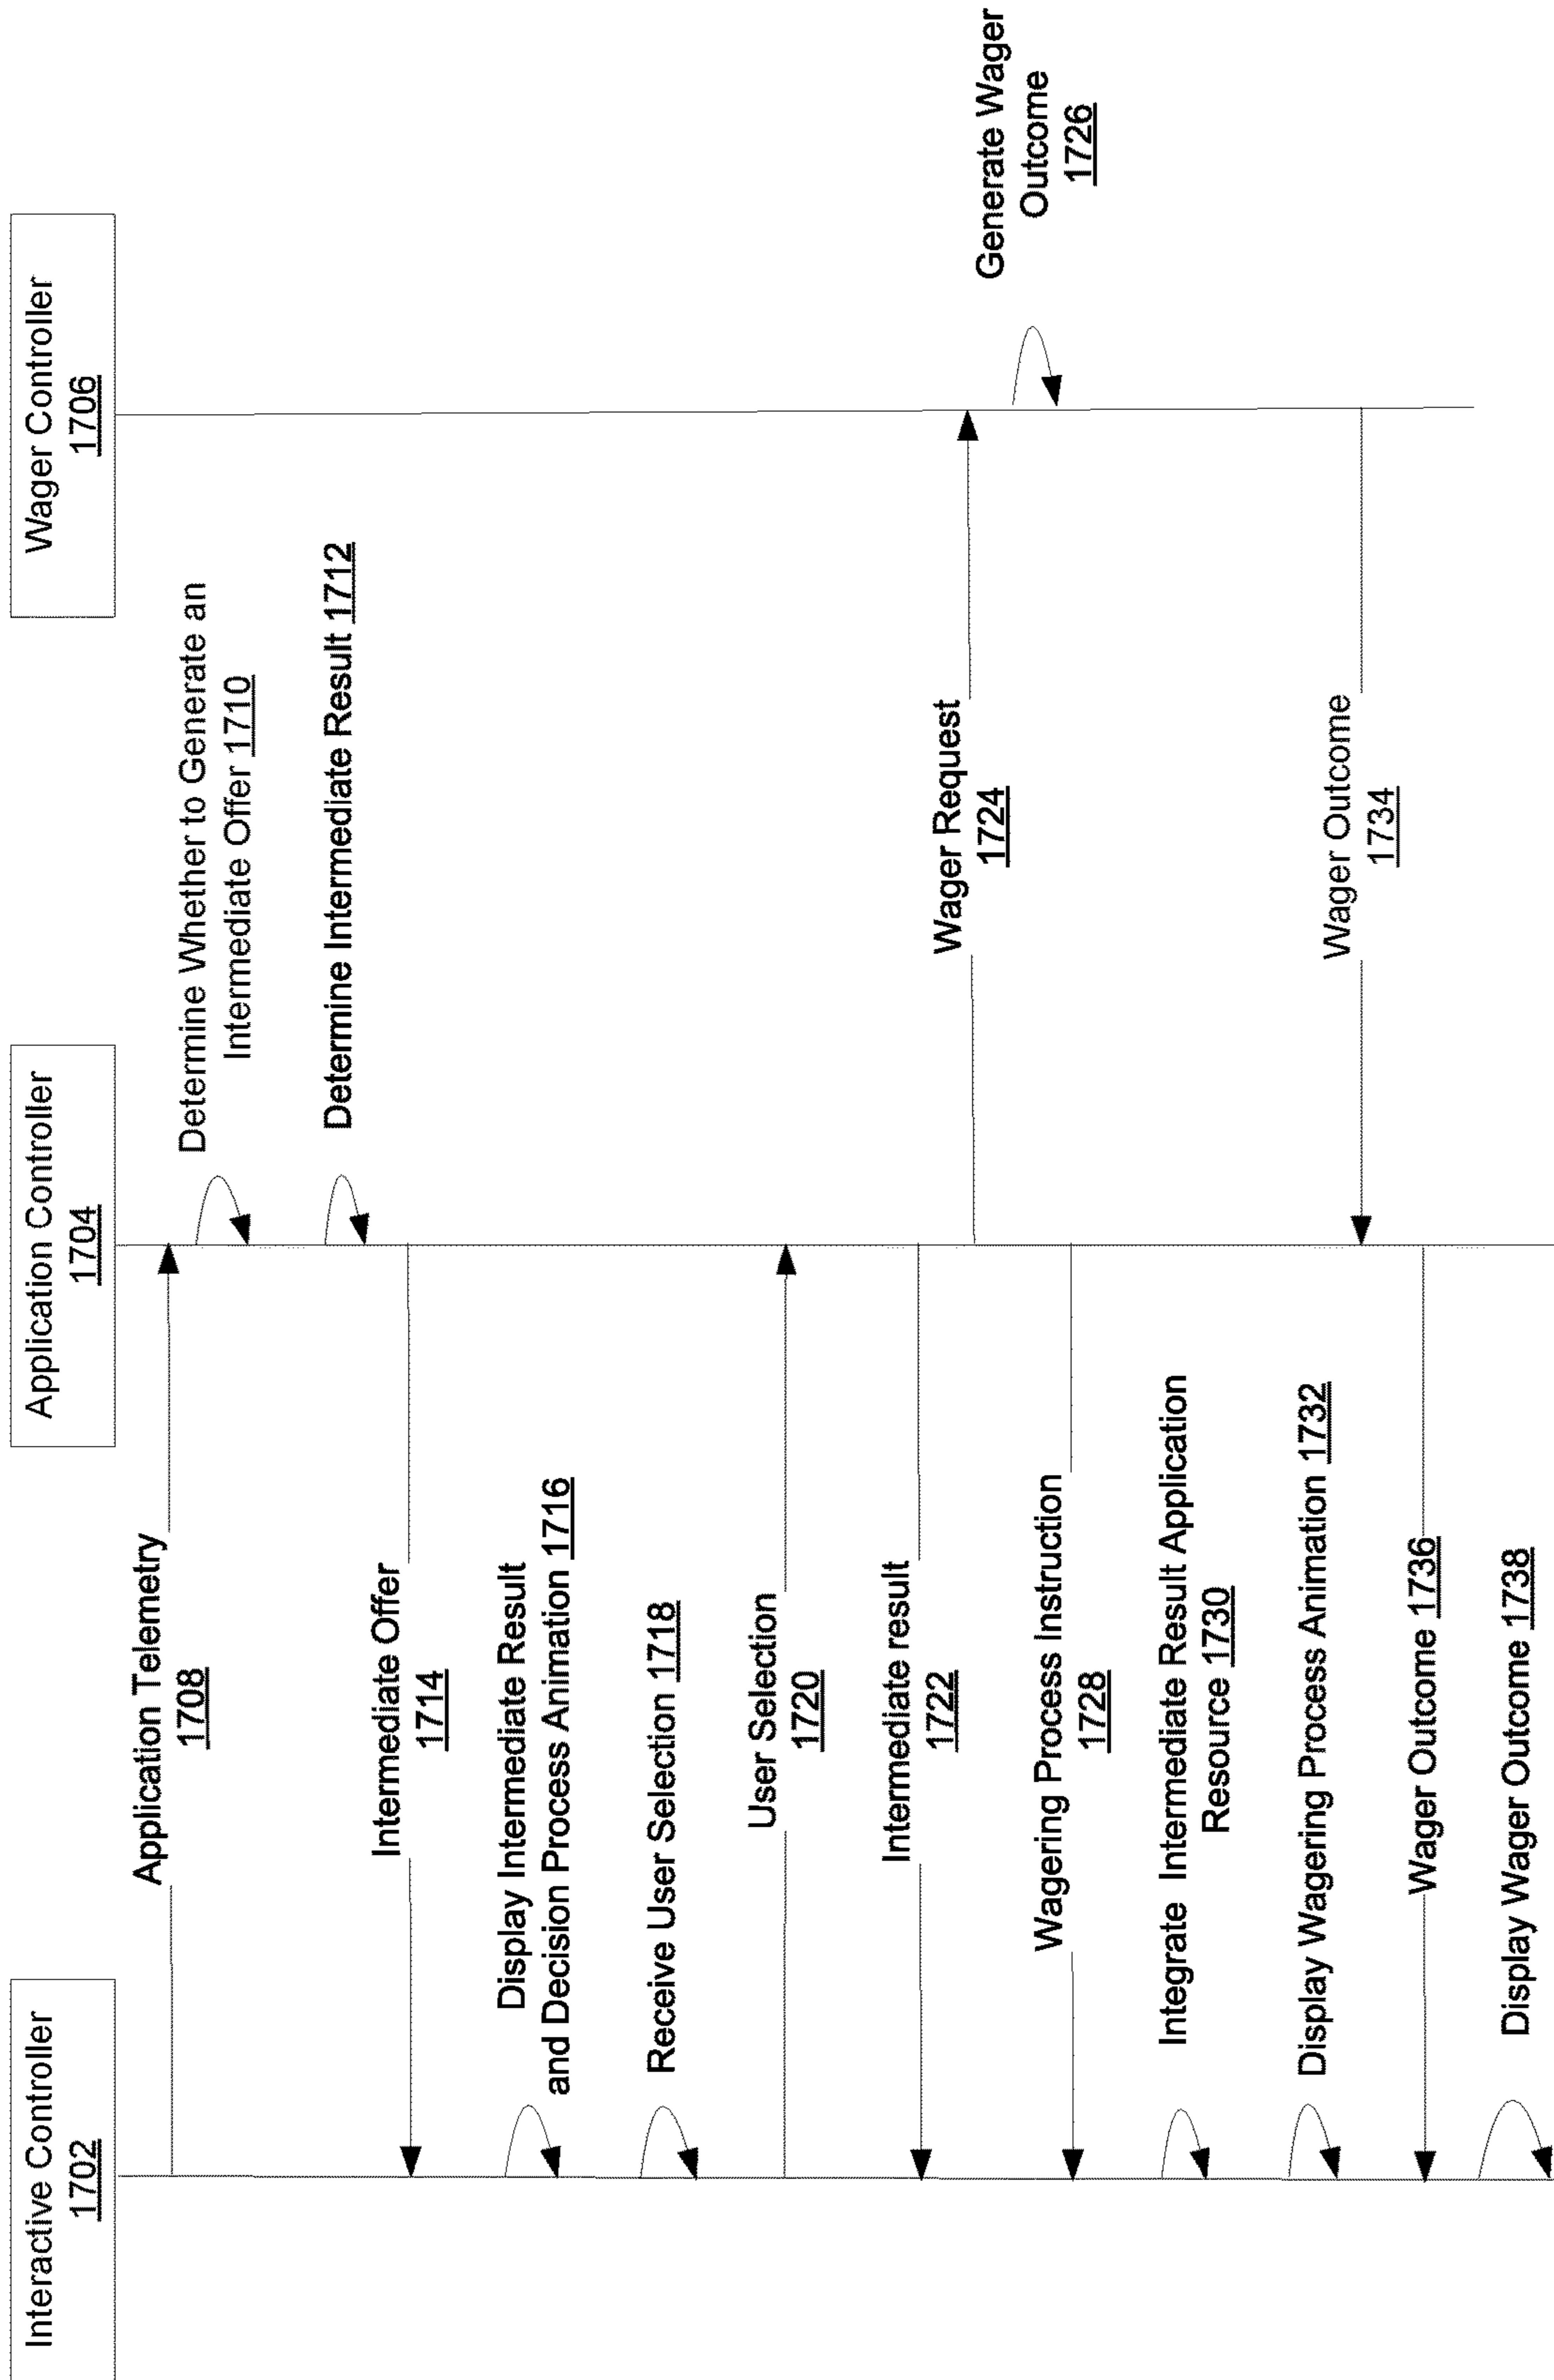 Interactive Controller
1702
Application Controller
1704
Wager Controller
1706
Application Telemetry
1708
Determine Whether to Generate an
Intermediate Offer 1710
Determine Intermediate Result 1712
Intermediate Offer
1714
Display Intermediate Result
and Decision Process Animation 1716
Receive User Selection 1718
User Selection
1720
Intermediate result
1722
Wager Request
1724
Generate Wager
Outcome
1726
Wagering Process Instruction
1728
Integrate Intermediate Result Application
Resource 1730
Display Wagering Process Animation 1732
Wager Outcome
1734
Wager Outcome 1736
Display Wager Outcome 1738